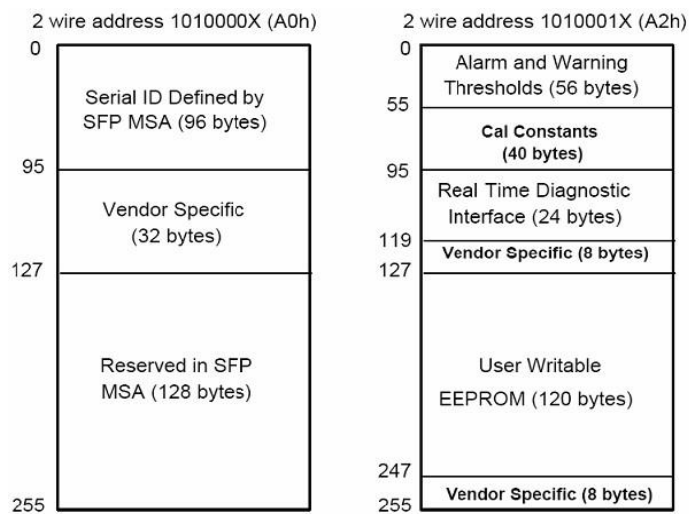 2 wire address 1010000X (A0h)
0
Serial ID Defined by
SFP MSA (96 bytes)
95
Vendor Specific
(32 bytes)
127
Reserved in SFP
MSA (128 bytes)
255
2 wire address 1010001X (A2h)
0
Alarm and Warning
Thresholds (56 bytes)
55
Cal Constants
(40 bytes)
95
Real Time Diagnostic
Interface (24 bytes)
119
Vendor Specific (8 bytes)
127
User Writable
EEPROM (120 bytes)
247
Vendor Specific (8 bytes)
255